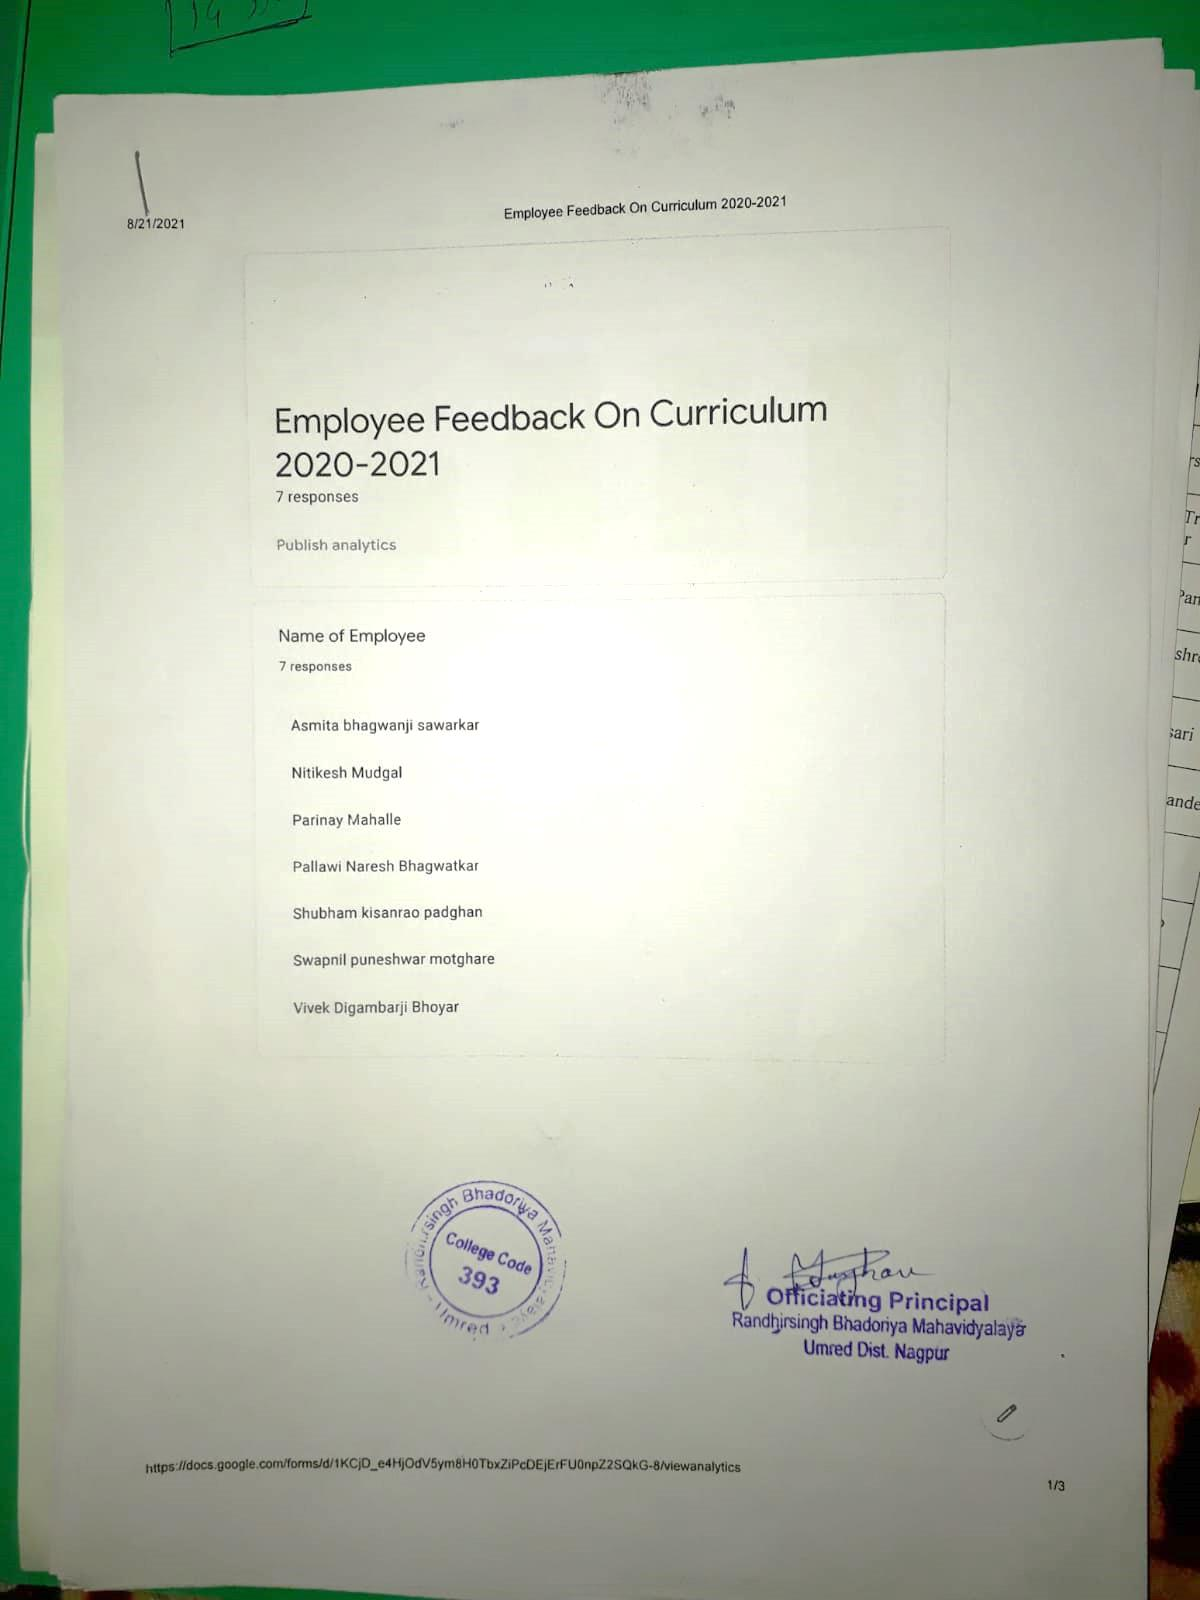 8/21/2021
Employee Feedback On Curriculum 2020-2021
Employee Feedback On Curriculum
2020-2021
7 responses
Publish analytics
Name of Employee
7 responses
Asmita bhagwanji sawarkar
Nitikesh Mudgal
Parinay Mahalle
Pallawi Naresh Bhagwatkar
Shubham kisanrao padghan
Swapnil puneshwar motghare
Vivek Digambarji Bhoyar
Randhirsingh Bhadoriya Mahavidyalaya
College Code
393
Umred
Officiating Principal
Randhirsingh Bhadoriya Mahavidyalaya
Umred Dist. Nagpur
https://docs.google.com/forms/d/1KCjD_e4HjOdV5ym8H0TbxZiPcDEjErFU0npZ2SQkG-8/viewanalytics
1/3